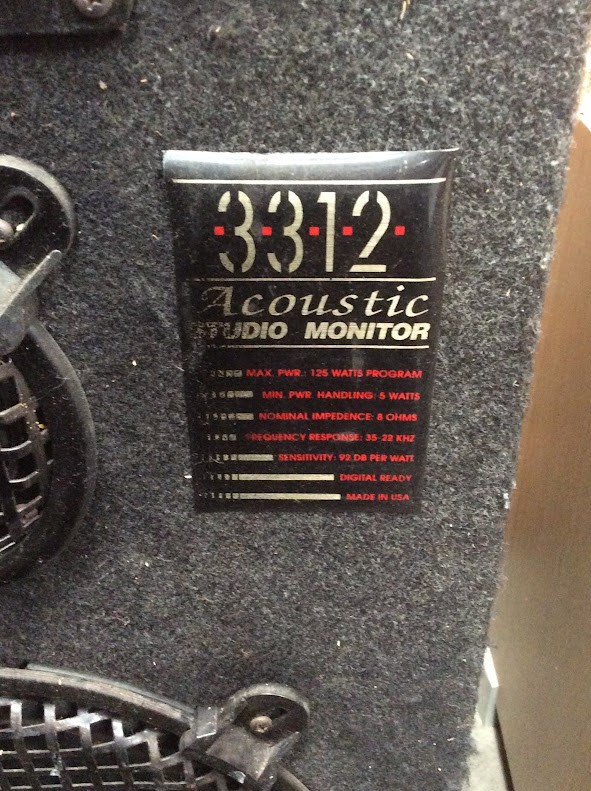 3·3·1·2·
Acoustic
STUDIO MONITOR
MAX. PWR.: 125 WATTS PROGRAM
MIN. PWR. HANDLING: 5 WATTS
NOMINAL IMPEDENCE: 8 OHMS
FREQUENCY RESPONSE: 35-22 KHZ
SENSITIVITY: 92 DB PER WATT
DIGITAL READY
MADE IN USA